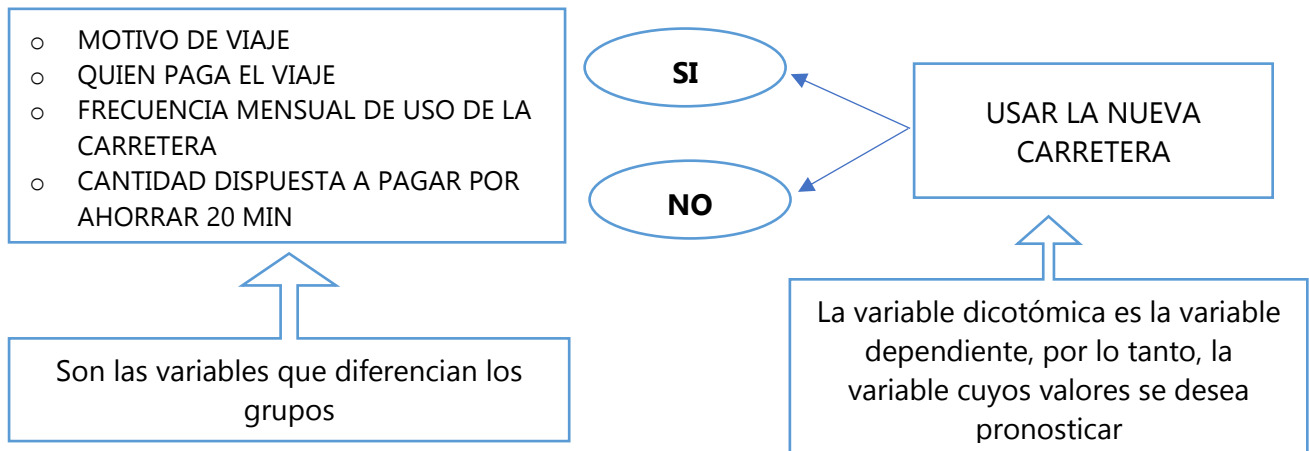 o MOTIVO DE VIAJE
o QUIEN PAGA EL VIAJE
o FRECUENCIA MENSUAL DE USO DE LA
CARRETERA
o CANTIDAD DISPUESTA A PAGAR POR
AHORRAR 20 MIN
SI
NO
USAR LA NUEVA
CARRETERA
Son las variables que diferencian los
grupos
La variable dicotómica es la variable
dependiente, por lo tanto, la
variable cuyos valores se desea
pronosticar